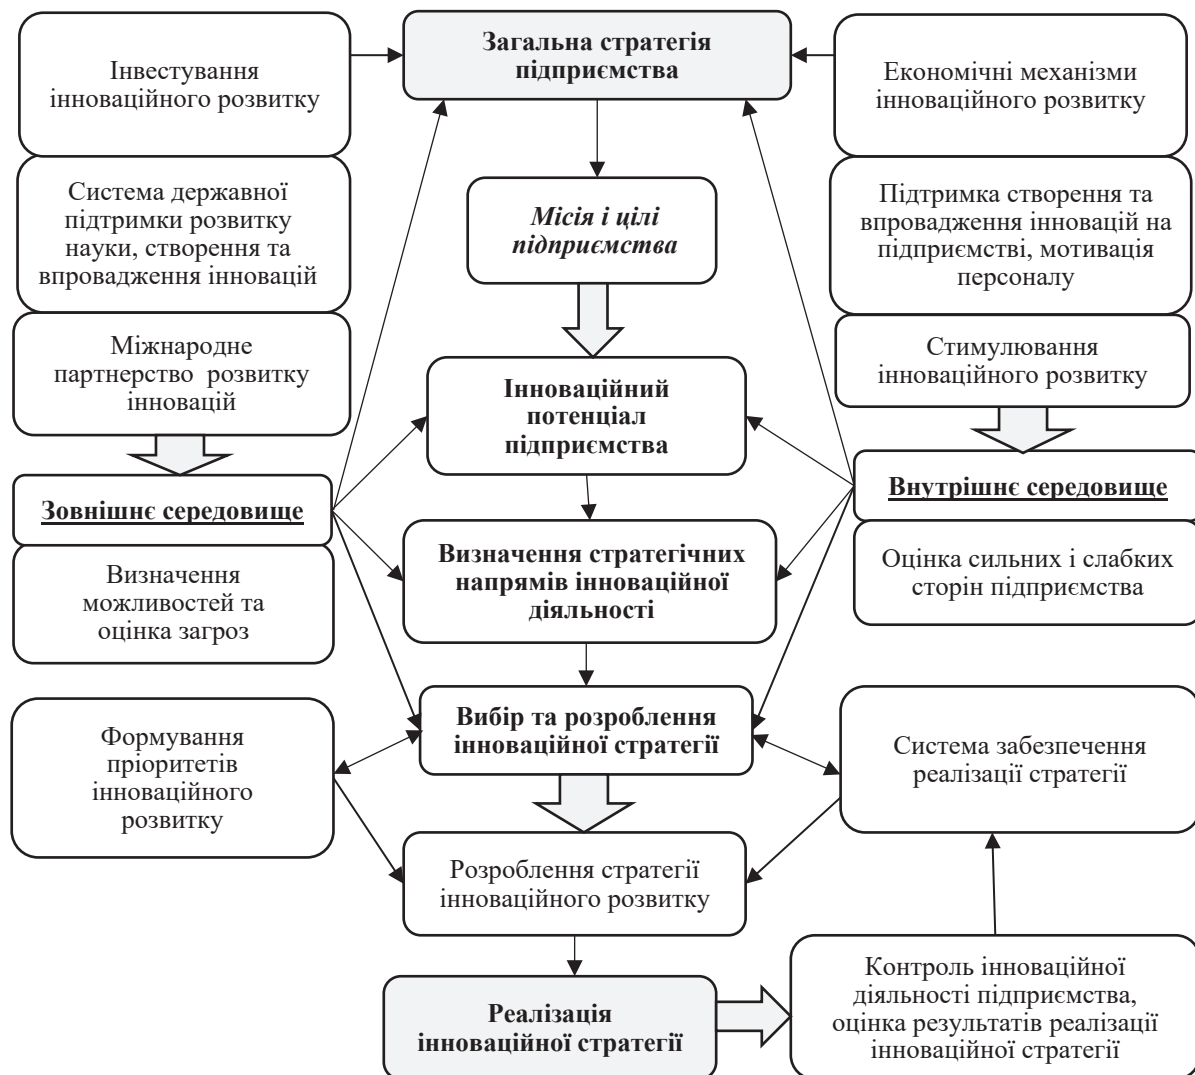 Загальна стратегія
підприємства
Інвестування
інноваційного розвитку
Економічні механізми
інноваційного розвитку
Система державної
підтримки розвитку
науки, створення та
впровадження інновацій
Місія і цілі
підприємства
Підтримка створення та
впровадження інновацій на
підприємстві, мотивація
персоналу
Міжнародне
партнерство розвитку
інновацій
Інноваційний
потенціал
підприємства
Стимулювання
інноваційного розвитку
Зовнішнє середовище
Внутрішнє середовище
Визначення
можливостей та
оцінка загроз
Визначення стратегічних
напрямів інноваційної
діяльності
Оцінка сильних і слабких
сторін підприємства
Формування
пріоритетів
інноваційного
розвитку
Вибір та розроблення
інноваційної стратегії
Система забезпечення
реалізації стратегії
Розроблення стратегії
інноваційного розвитку
Реалізація
інноваційної стратегії
Контроль інноваційної
діяльності підприємства,
оцінка результатів реалізації
інноваційної стратегії